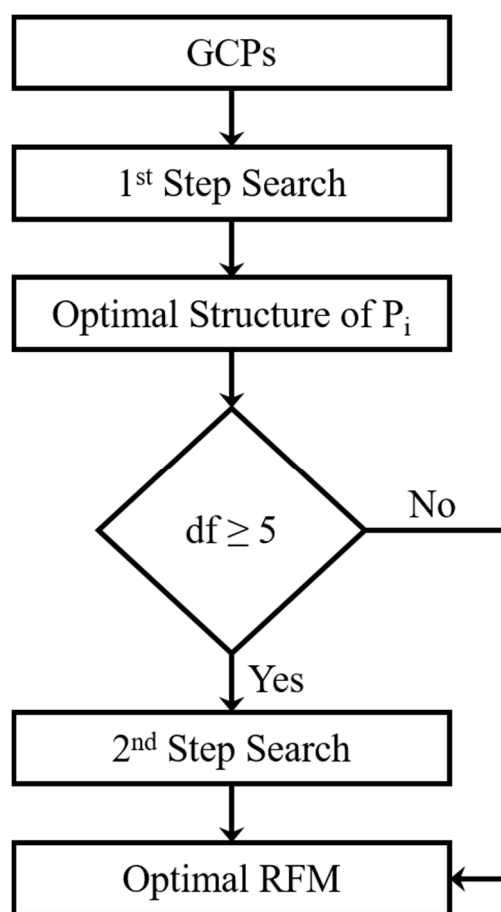 GCPs
1st Step Search
Optimal Structure of Pi
df ≥ 5
No
Yes
2nd Step Search
Optimal RFM